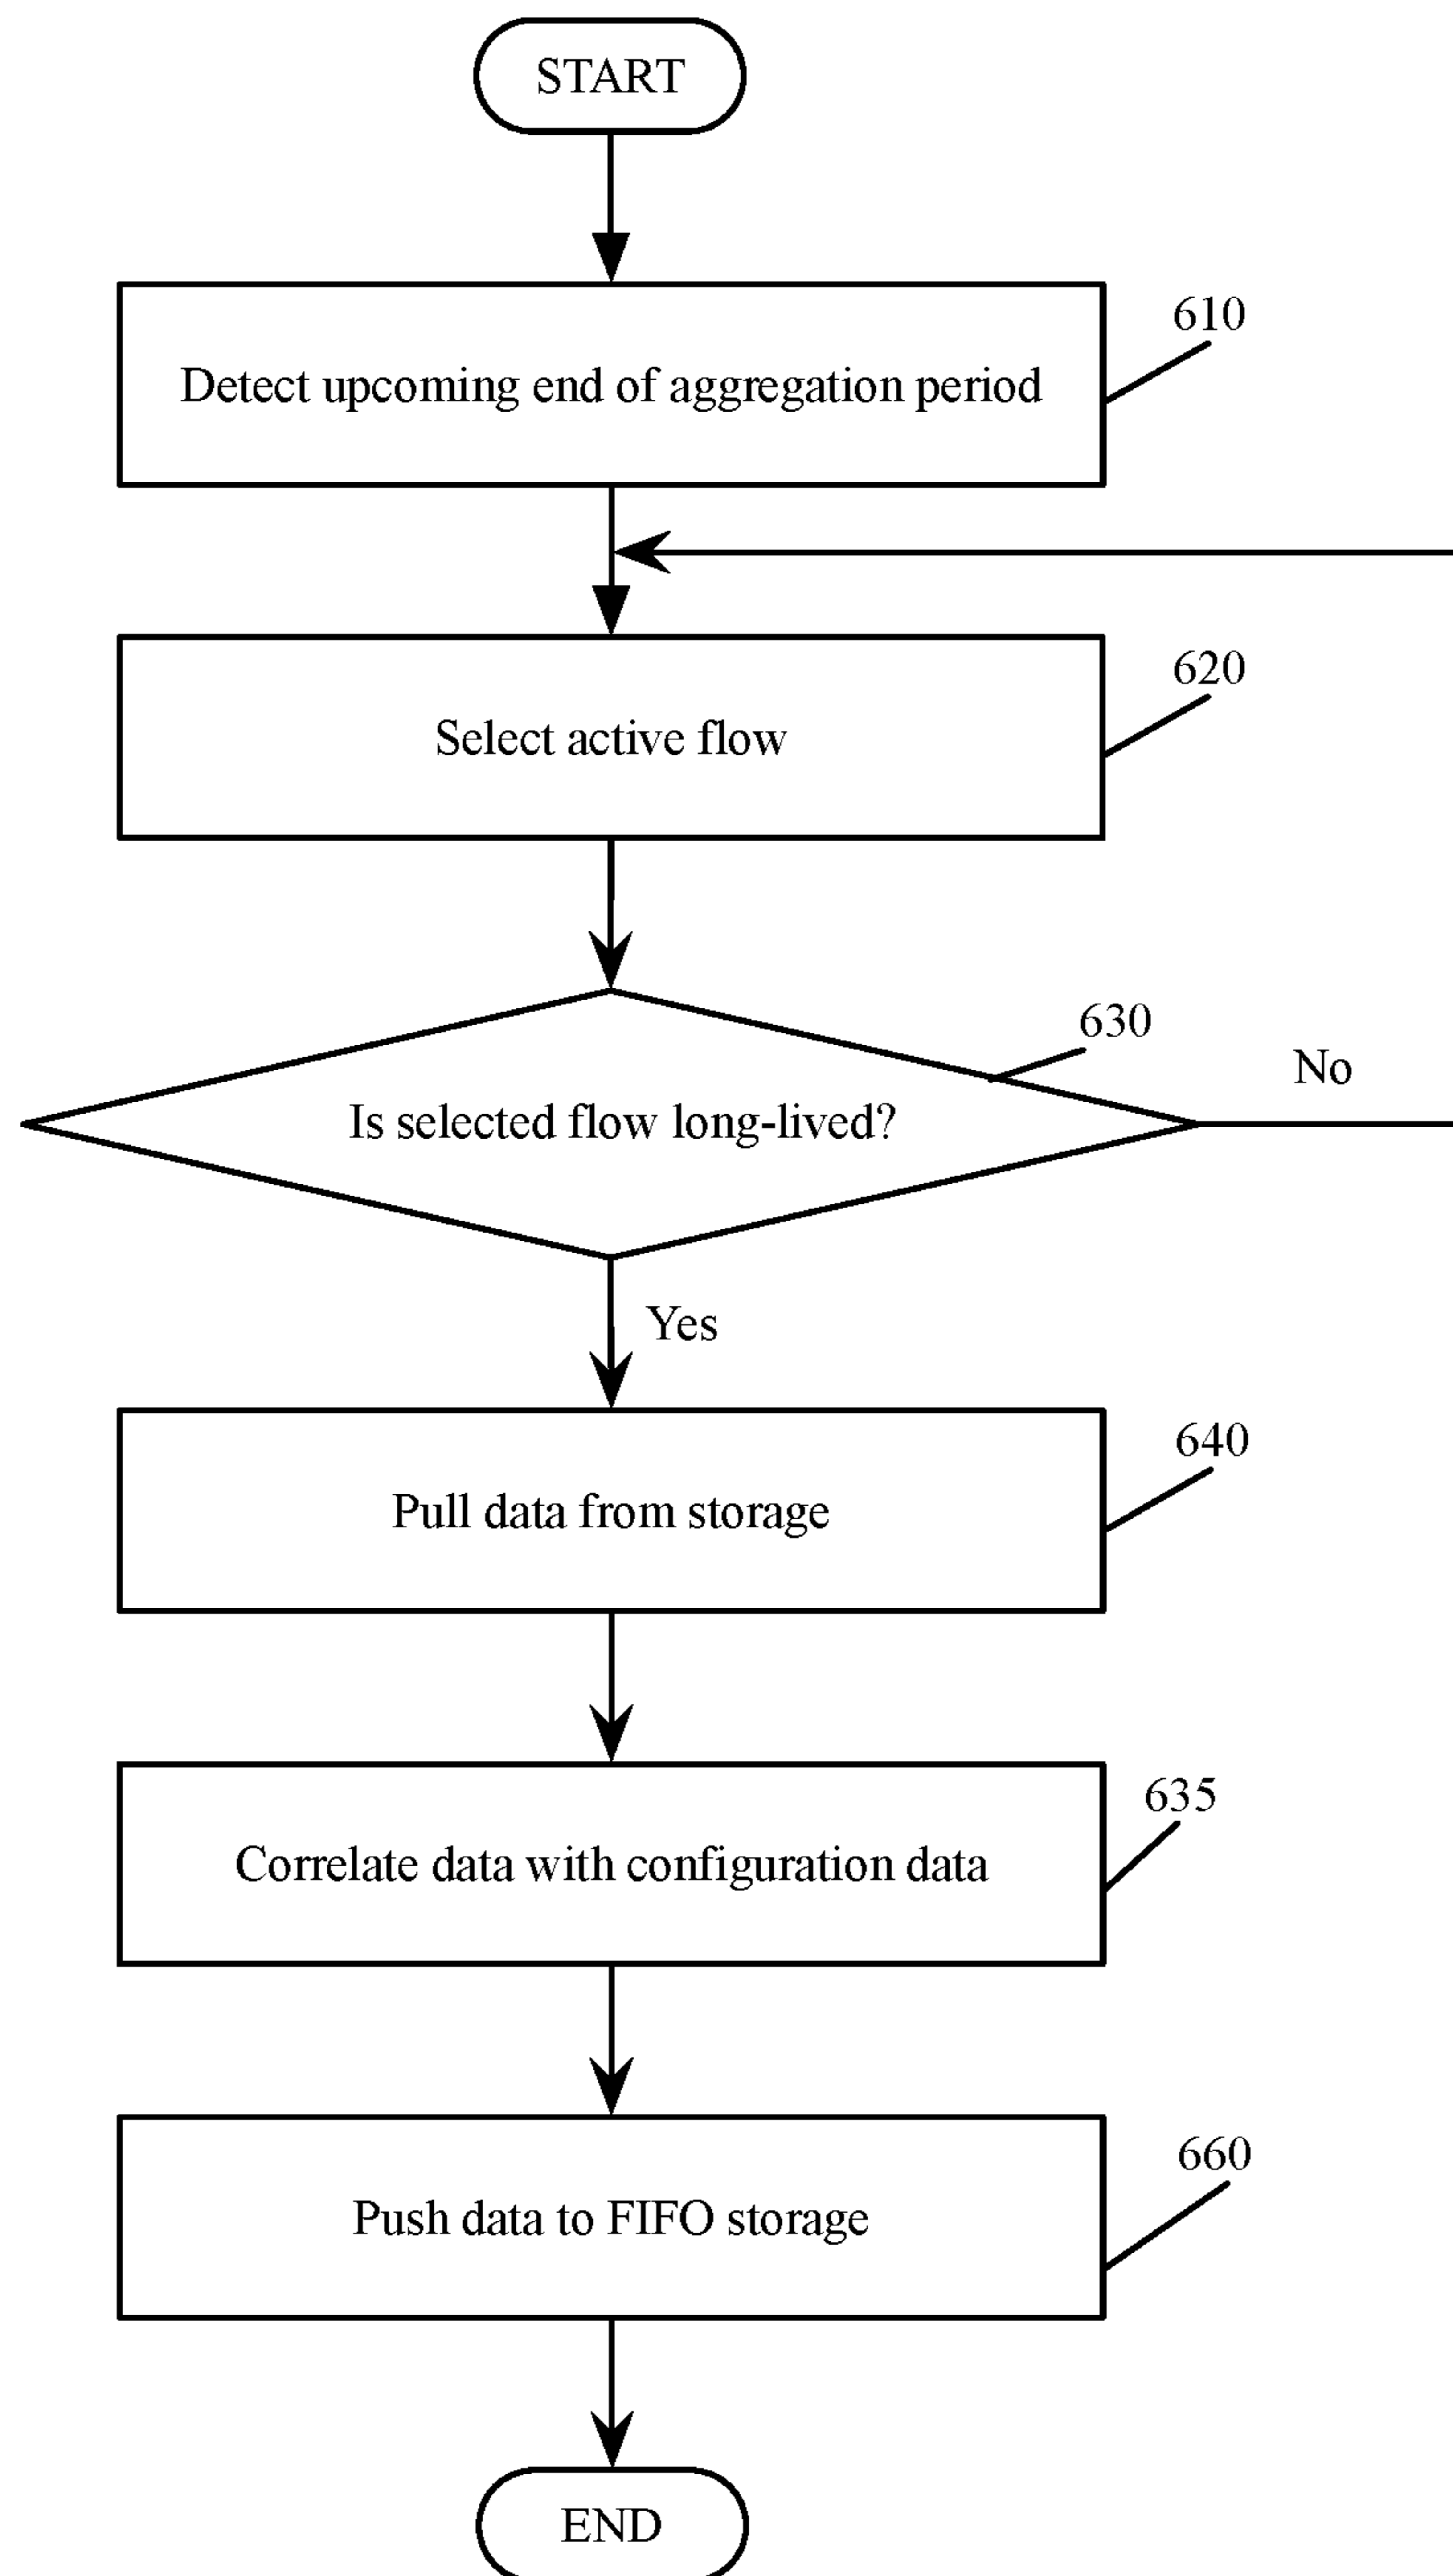 START
610
Detect upcoming end of aggregation period
620
Select active flow
630
No
Is selected flow long-lived?
Yes
640
Pull data from storage
635
Correlate data with configuration data
660
Push data to FIFO storage
END